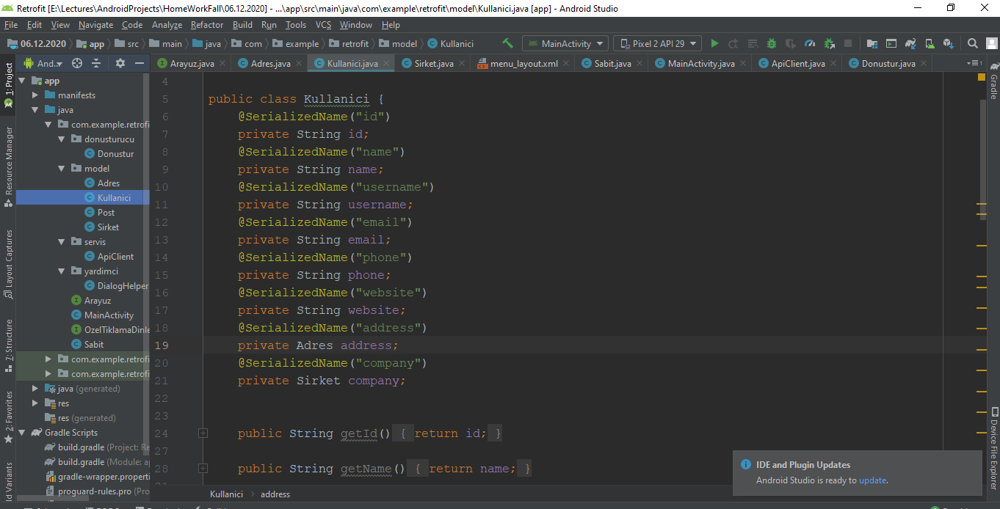 Retrofit [E:\Lectures\AndroidProjects\HomeWorkFall\06.12.2020] - ...\app\src\main\java\com\example\retrofit\model\Kullanici.java [app] - Android Studio
File Edit View Navigate Code Analyze Refactor Build Run Tools VCS Window Help
06.12.2020 app src main java com example retrofit model Kullanici MainActivity Pixel 2 API 29
1: Project
Resource Manager
Layout Captures
7: Structure
2: Favorites
And..
app
manifests
java
com.example.retrofi
donusturucu
Donustur
model
Adres
Kullanici
Post
Sirket
servis
ApiClient
yardimci
DialogHelper
Arayuz
MainActivity
OzelTiklamaDinle
Sabit
com.example.retrofi
com.example.retrofi
java (generated)
res
res (generated)
Gradle Scripts
build.gradle (Project: Re
build.gradle (Module: ap
gradle-wrapper.properti
proguard-rules.pro (Pro
Arayuz.java Adres.java Kullanici.java Sirket.java menu_layout.xml Sabit.java MainActivity.java ApiClient.java Donustur.java
4
5 public class Kullanici {
6 @SerializedName("id")
7 private String id;
8 @SerializedName("name")
9 private String name;
10 @SerializedName("username")
11 private String username;
12 @SerializedName("email")
13 private String email;
14 @SerializedName("phone")
15 private String phone;
16 @SerializedName("website")
17 private String website;
18 @SerializedName("address")
19 private Adres address;
20 @SerializedName("company")
21 private Sirket company;
22
23
24 public String getId() { return id; }
27
28 public String getName() { return name; }
Kullanici address
IDE and Plugin Updates
Android Studio is ready to update.
Gradle
Device File Explorer